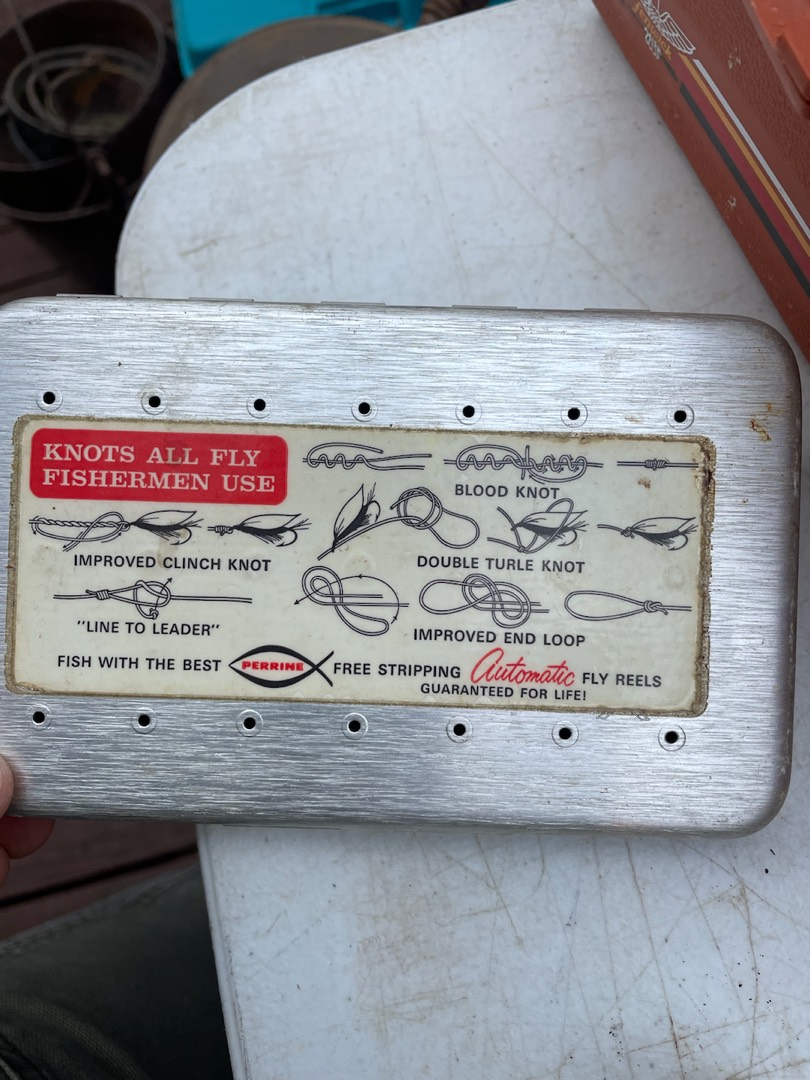 KNOTS ALL FLY
FISHERMEN USE
BLOOD KNOT
IMPROVED CLINCH KNOT
DOUBLE TURLE KNOT
"LINE TO LEADER"
IMPROVED END LOOP
FISH WITH THE BEST PERRINE FREE STRIPPING Automatic FLY REELS
GUARANTEED FOR LIFE!